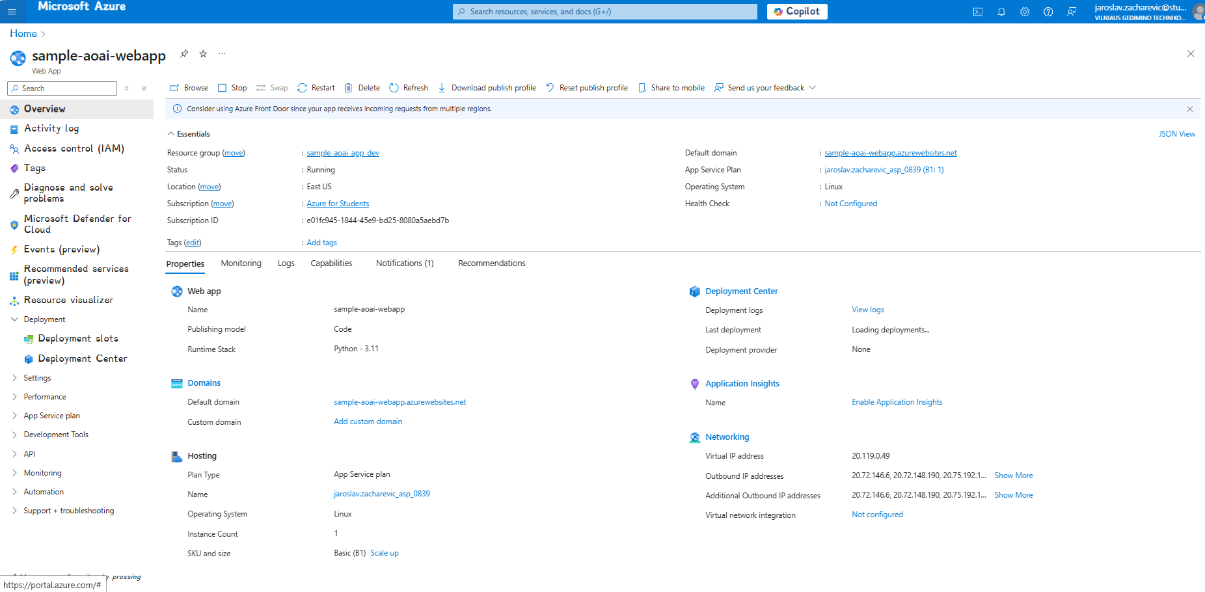 Microsoft Azure
Search resources, services, and docs (G+/)
Copilot
jaroslav.zacharevic@stu...
VILNIAUS GEDIMINO TECHNIKO...
Home
sample-aoai-webapp
Web App
Search
Browse Stop Swap Restart Delete Refresh Download publish profile Reset publish profile Share to mobile Send us your feedback
Consider using Azure Front Door since your app receives incoming requests from multiple regions.
Overview
Activity log
Access control (IAM)
Tags
Diagnose and solve
problems
Microsoft Defender for
Cloud
Events (preview)
Recommended services
(preview)
Resource visualizer
Deployment
Deployment slots
Deployment Center
Settings
Performance
App Service plan
Development Tools
API
Monitoring
Automation
Support + troubleshooting
Essentials
JSON View
Resource group (move) : sample_aoai_app_dev
Status : Running
Location (move) : East US
Subscription (move) : Azure for Students
Subscription ID : e01fc945-1844-45e9-bd25-8080a5aebd7b
Tags (edit) : Add tags
Default domain : sample-aoai-webapp.azurewebsites.net
App Service Plan : jaroslav.zacharevic_asp_0839 (B1: 1)
Operating System : Linux
Health Check : Not Configured
Properties Monitoring Logs Capabilities Notifications (1) Recommendations
Web app
Name sample-aoai-webapp
Publishing model Code
Runtime Stack Python - 3.11
Domains
Default domain sample-aoai-webapp.azurewebsites.net
Custom domain Add custom domain
Hosting
Plan Type App Service plan
Name jaroslav.zacharevic_asp_0839
Operating System Linux
Instance Count 1
SKU and size Basic (B1) Scale up
Deployment Center
Deployment logs View logs
Last deployment Loading deployments...
Deployment provider None
Application Insights
Name Enable Application Insights
Networking
Virtual IP address 20.119.0.49
Outbound IP addresses 20.72.146.6, 20.72.148.190, 20.75.192.1... Show More
Additional Outbound IP addresses 20.72.146.6, 20.72.148.190, 20.75.192.1... Show More
Virtual network integration Not configured
pressing
https://portal.azure.com/#